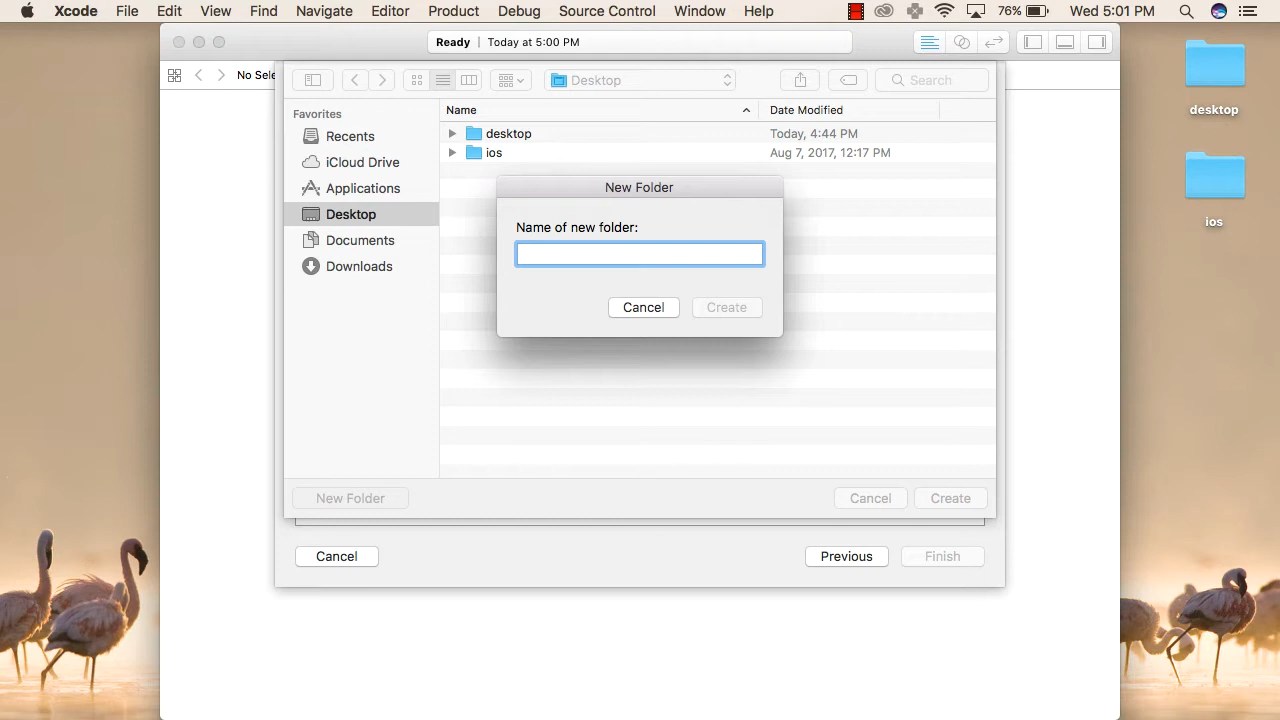 Xcode File Edit View Find Navigate Editor Product Debug Source Control Window Help 76% Wed 5:01 PM
Ready | Today at 5:00 PM
No Sele
Desktop
Search
Favorites
Recents
iCloud Drive
Applications
Desktop
Documents
Downloads
Name Date Modified
desktop Today, 4:44 PM
ios Aug 7, 2017, 12:17 PM
New Folder
Name of new folder:
Cancel Create
New Folder Cancel Create
Cancel Previous Finish
desktop
ios